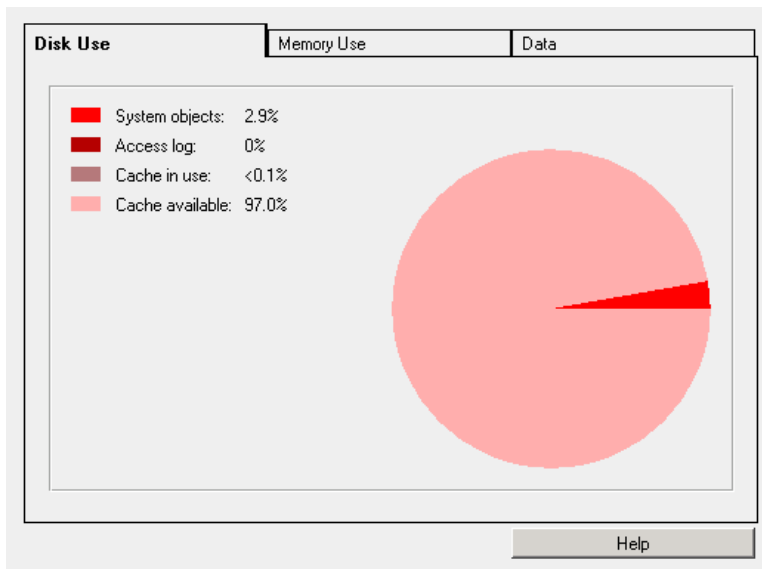 Disk Use Memory Use Data
System objects: 2.9%
Access log: 0%
Cache in use: <0.1%
Cache available: 97.0%
Help